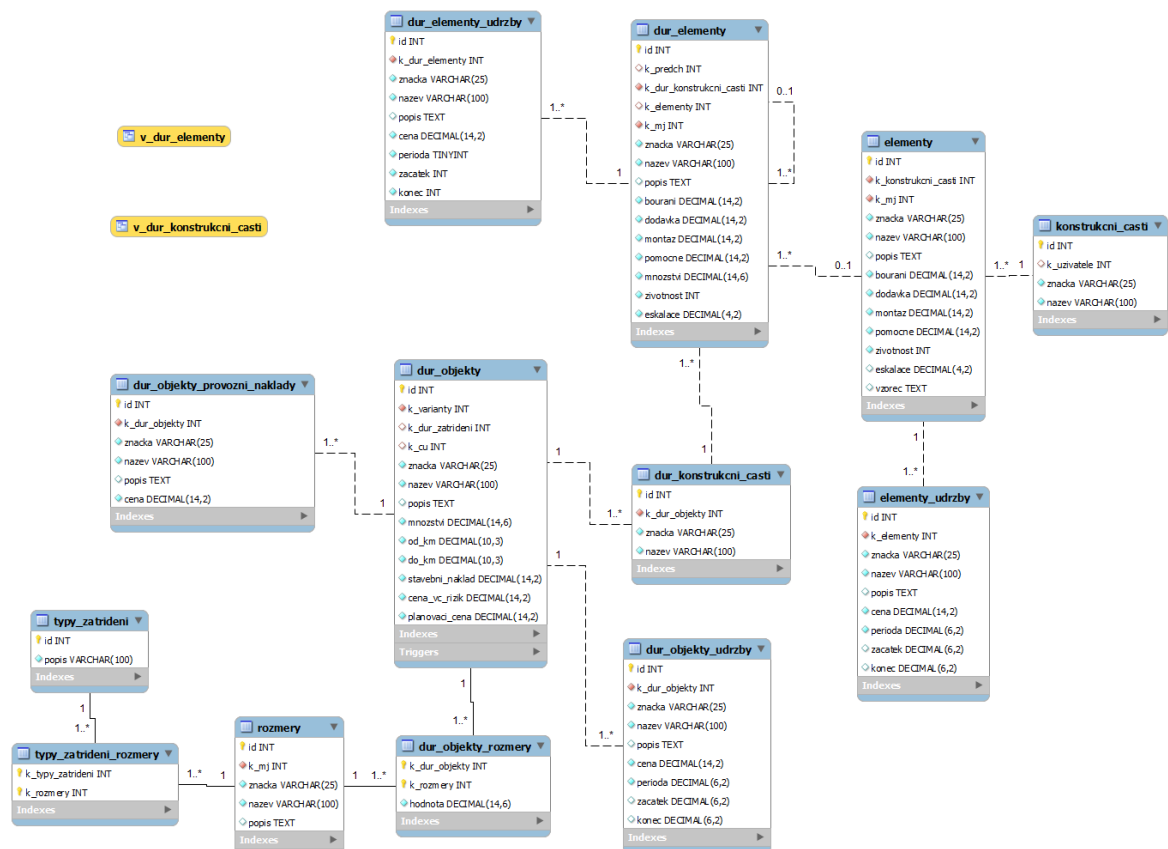 dur_elementy_udrzby
id INT
k_dur_elementy INT
znacka VARCHAR(25)
nazev VARCHAR(100)
popis TEXT
cena DECIMAL(14,2)
perioda TINYINT
zacatek INT
konec INT
Indexes
dur_elementy
id INT
k_predch INT
k_dur_konstrukcni_casti INT
k_elementy INT
k_mj INT
znacka VARCHAR(25)
nazev VARCHAR(100)
popis TEXT
bourani DECIMAL(14,2)
dodavka DECIMAL(14,2)
montaz DECIMAL(14,2)
pomocne DECIMAL(14,2)
mnozstvi DECIMAL(14,6)
zivotnost INT
eskalace DECIMAL(4,2)
Indexes
0..1
1..*
1..*
1
v_dur_elementy
v_dur_konstrukcni_casti
elementy
id INT
k_konstrukcni_casti INT
k_mj INT
znacka VARCHAR(25)
nazev VARCHAR(100)
popis TEXT
bourani DECIMAL(14,2)
dodavka DECIMAL(14,2)
montaz DECIMAL(14,2)
pomocne DECIMAL(14,2)
zivotnost INT
eskalace DECIMAL(4,2)
vzorec TEXT
Indexes
1..*
0..1
1..*
1
konstrukcni_casti
id INT
k_uzivatele INT
znacka VARCHAR(25)
nazev VARCHAR(100)
Indexes
1..*
1
1
1..*
dur_objekty_provozni_naklady
id INT
k_dur_objekty INT
znacka VARCHAR(25)
nazev VARCHAR(100)
popis TEXT
cena DECIMAL(14,2)
Indexes
1..*
1
dur_objekty
id INT
k_varianty INT
k_dur_zatrideni INT
k_cu INT
znacka VARCHAR(25)
nazev VARCHAR(100)
popis TEXT
mnozstvi DECIMAL(14,6)
od_km DECIMAL(10,3)
do_km DECIMAL(10,3)
stavebni_naklad DECIMAL(14,2)
cena_vc_rizik DECIMAL(14,2)
planovaci_cena DECIMAL(14,2)
Indexes
Triggers
1
1..*
1
1..*
dur_konstrukcni_casti
id INT
k_dur_objekty INT
znacka VARCHAR(25)
nazev VARCHAR(100)
Indexes
elementy_udrzby
id INT
k_elementy INT
znacka VARCHAR(25)
nazev VARCHAR(100)
popis TEXT
cena DECIMAL(14,2)
perioda DECIMAL(6,2)
zacatek DECIMAL(6,2)
konec DECIMAL(6,2)
Indexes
typy_zatrideni
id INT
popis VARCHAR(100)
Indexes
1
1..*
typy_zatrideni_rozmery
k_typy_zatrideni INT
k_rozmery INT
Indexes
1..*
1
rozmery
id INT
k_mj INT
znacka VARCHAR(25)
nazev VARCHAR(100)
popis TEXT
Indexes
1
1..*
1
1..*
dur_objekty_rozmery
k_dur_objekty INT
k_rozmery INT
hodnota DECIMAL(14,6)
Indexes
dur_objekty_udrzby
id INT
k_dur_objekty INT
znacka VARCHAR(25)
nazev VARCHAR(100)
popis TEXT
cena DECIMAL(14,2)
perioda DECIMAL(6,2)
zacatek DECIMAL(6,2)
konec DECIMAL(6,2)
Indexes